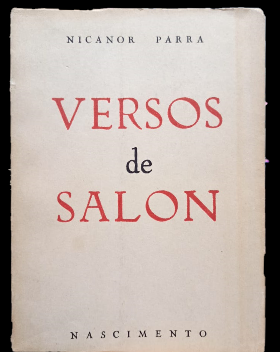 NICANOR PARRA
VERSOS
de
SALON
NASCIMENTO